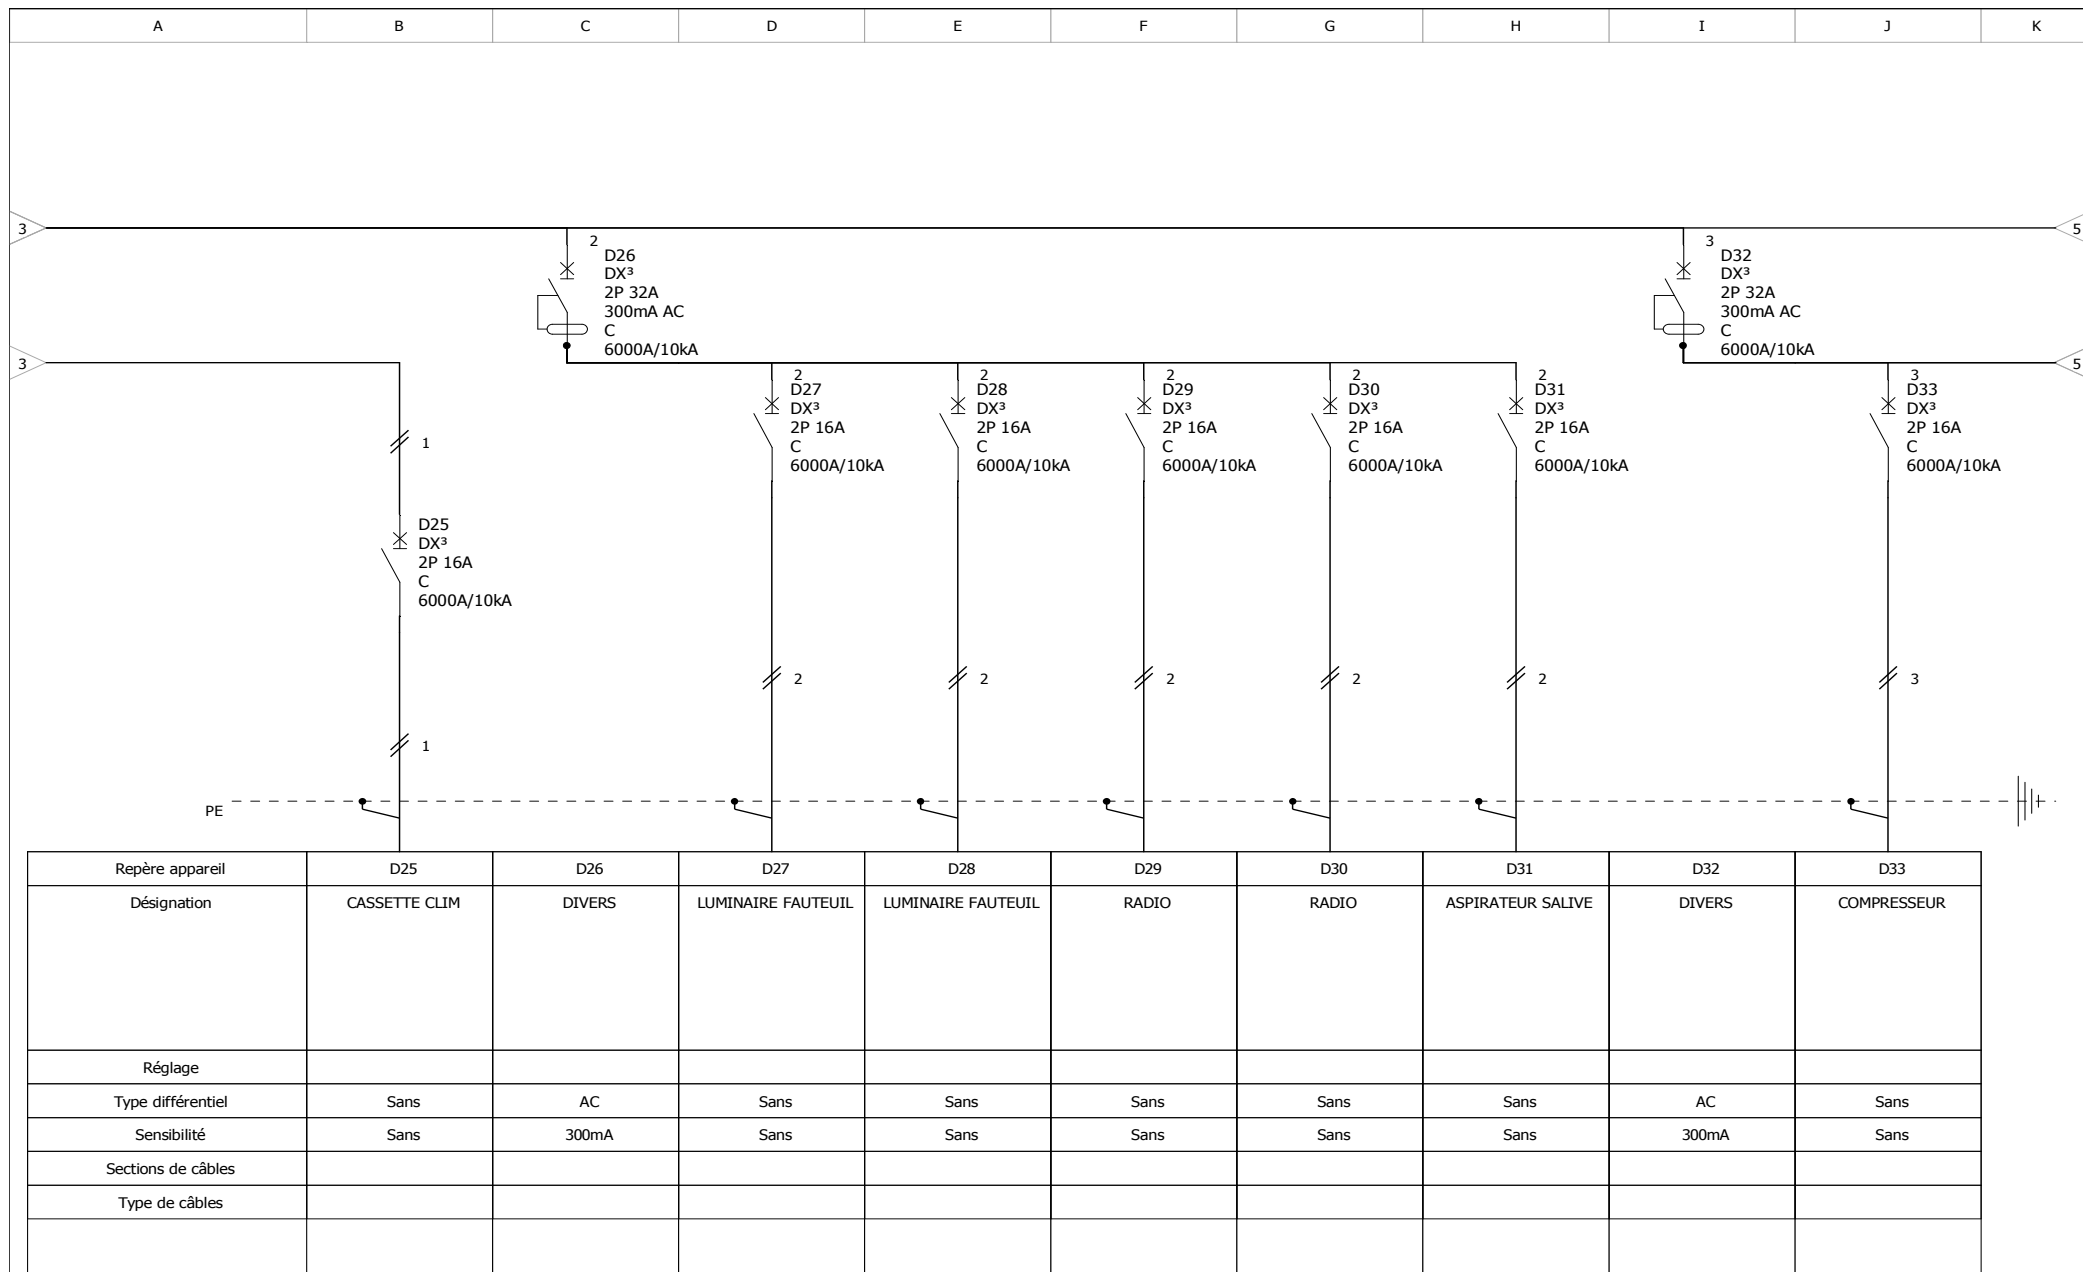 A B C D E F G H I J K
3
5
2
D26
DX³
2P 32A
300mA AC
C
6000A/10kA
3
D32
DX³
2P 32A
300mA AC
C
6000A/10kA
3
5
2
D27
DX³
2P 16A
C
6000A/10kA
2
D28
DX³
2P 16A
C
6000A/10kA
2
D29
DX³
2P 16A
C
6000A/10kA
2
D30
DX³
2P 16A
C
6000A/10kA
2
D31
DX³
2P 16A
C
6000A/10kA
3
D33
DX³
2P 16A
C
6000A/10kA
1
D25
DX³
2P 16A
C
6000A/10kA
2 2 2 2 2 3
1
PE
Repère appareil D25 D26 D27 D28 D29 D30 D31 D32 D33
Désignation CASSETTE CLIM DIVERS LUMINAIRE FAUTEUIL LUMINAIRE FAUTEUIL RADIO RADIO ASPIRATEUR SALIVE DIVERS COMPRESSEUR
Réglage
Type différentiel Sans AC Sans Sans Sans Sans Sans AC Sans
Sensibilité Sans 300mA Sans Sans Sans Sans Sans 300mA Sans
Sections de câbles
Type de câbles